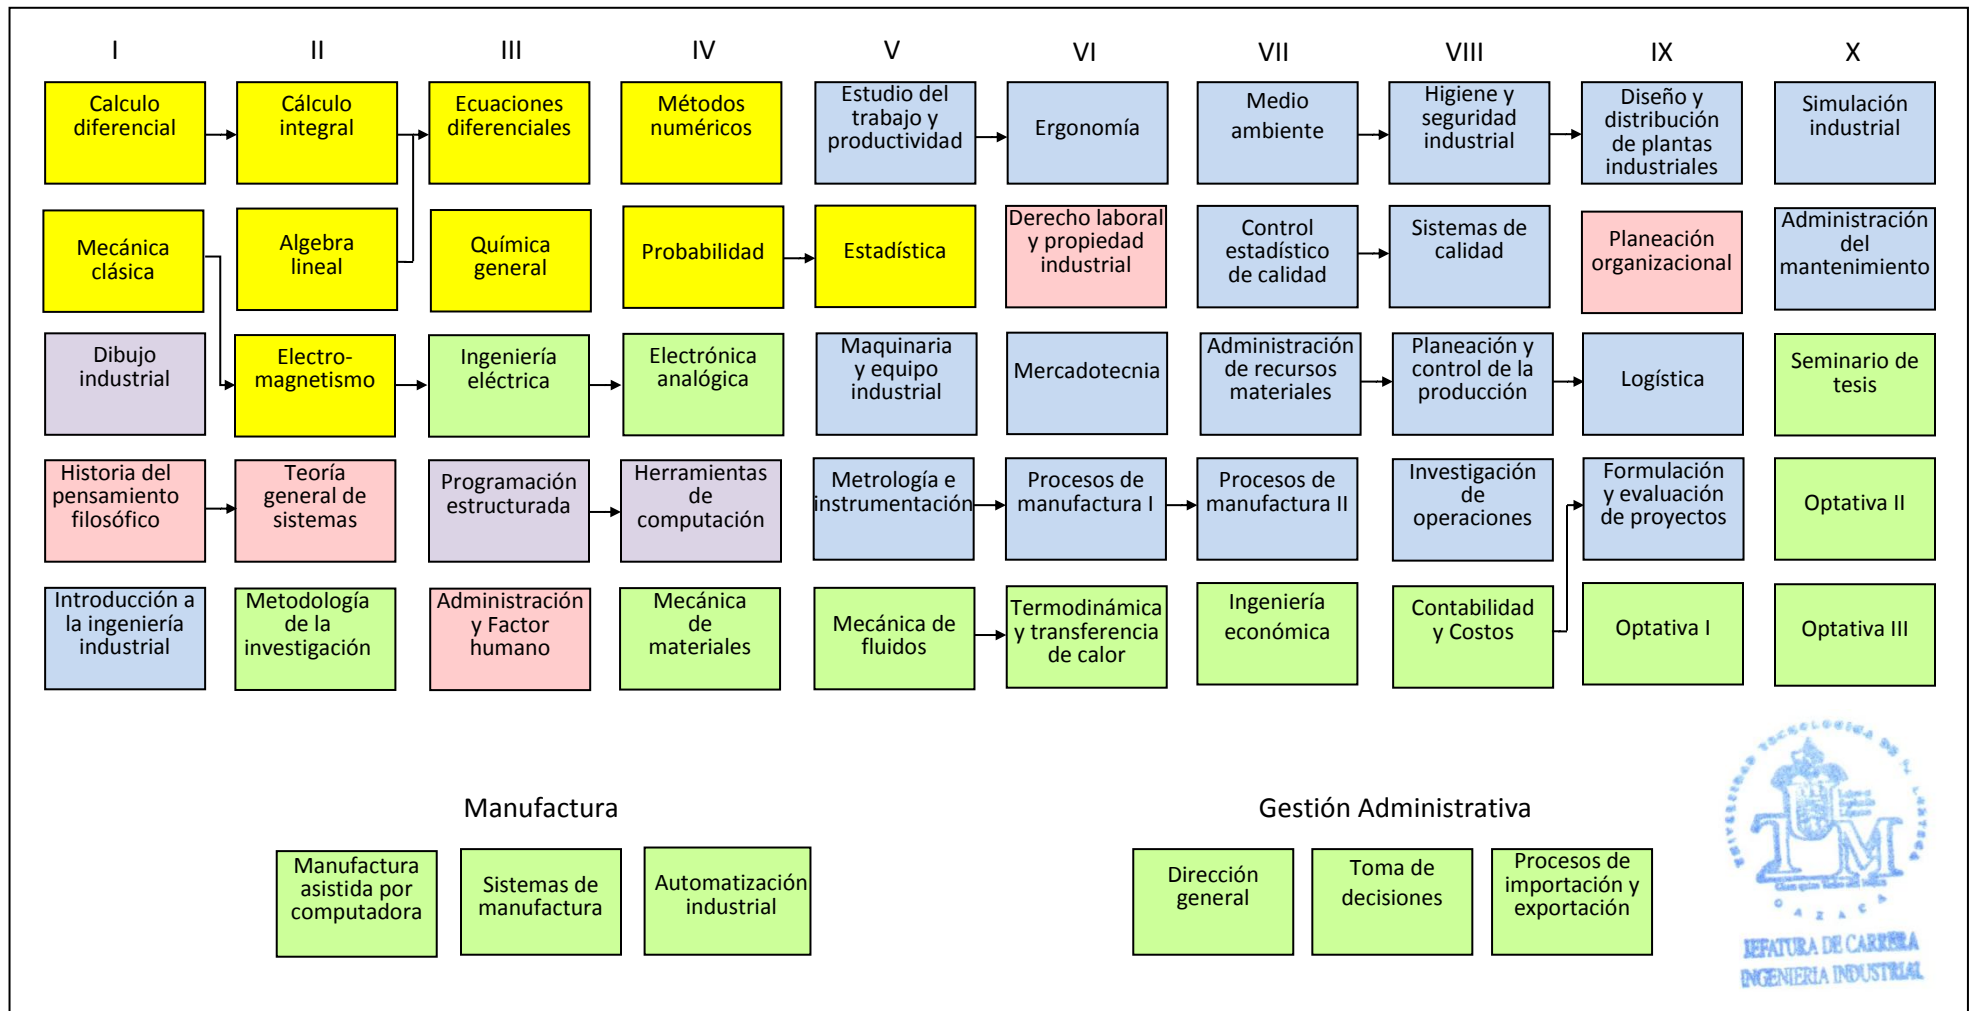 I
II
III
IV
V
VI
VII
VIII
IX
X
Calculo
diferencial
Cálculo
integral
Ecuaciones
diferenciales
Métodos
numéricos
Estudio del
trabajo y
productividad
Ergonomía
Medio
ambiente
Higiene y
seguridad
industrial
Diseño y
distribución
de plantas
industriales
Simulación
industrial
Mecánica
clásica
Algebra
lineal
Química
general
Probabilidad
Estadística
Derecho laboral
y propiedad
industrial
Control
estadístico
de calidad
Sistemas de
calidad
Planeación
organizacional
Administración
del
mantenimiento
Dibujo
industrial
Electro-
magnetismo
Ingeniería
eléctrica
Electrónica
analógica
Maquinaria
y equipo
industrial
Mercadotecnia
Administración
de recursos
materiales
Planeación y
control de la
producción
Logística
Seminario de
tesis
Historia del
pensamiento
filosófico
Teoría
general de
sistemas
Programación
estructurada
Herramientas
de
computación
Metrología e
instrumentación
Procesos de
manufactura I
Procesos de
manufactura II
Investigación
de
operaciones
Formulación
y evaluación
de proyectos
Optativa II
Introducción a
la ingeniería
industrial
Metodología
de la
investigación
Administración
y Factor
humano
Mecánica
de
materiales
Mecánica de
fluidos
Termodinámica
y transferencia
de calor
Ingeniería
económica
Contabilidad
y Costos
Optativa I
Optativa III
Manufactura
Manufactura
asistida por
computadora
Sistemas de
manufactura
Automatización
industrial
Gestión Administrativa
Dirección
general
Toma de
decisiones
Procesos de
importación y
exportación
UNIVERSIDAD TECNOLOGICA DE LA MIXTECA
UTM
OAXACA
JEFATURA DE CARRERA
INGENIERIA INDUSTRIAL